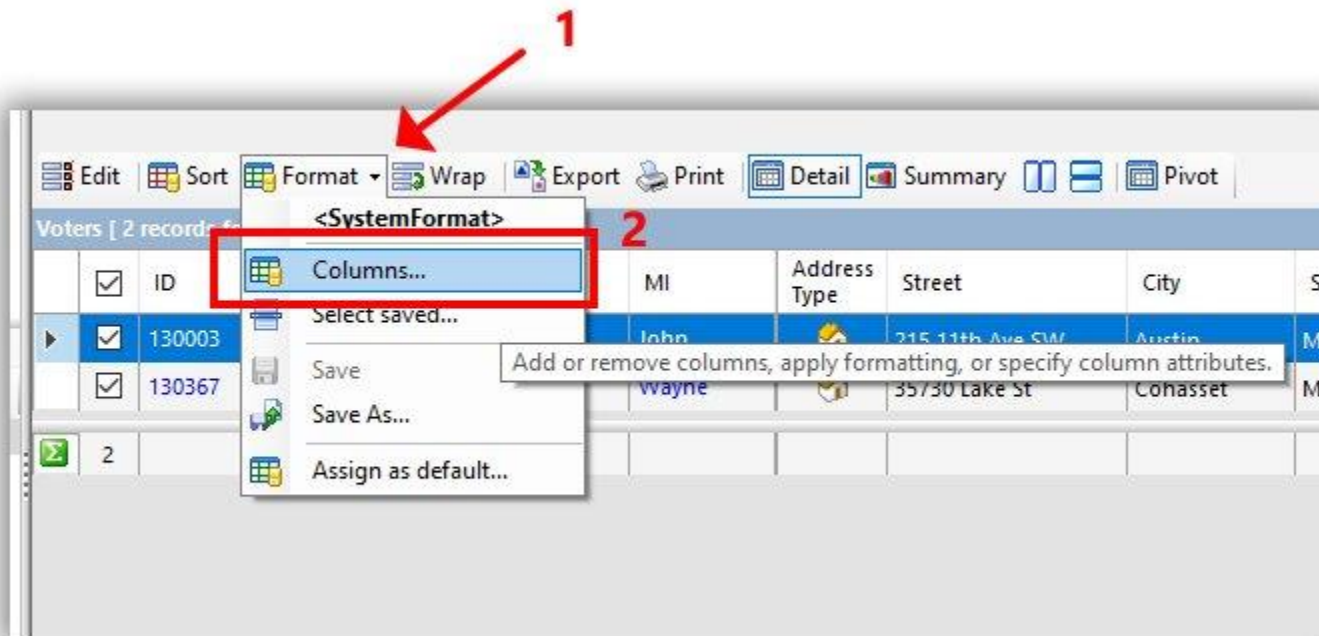 1
Edit Sort Format Wrap Export Print Detail Summary Pivot
Voters [ 2 records
<SystemFormat>
2
Columns...
ID MI Address Type Street City
Select saved...
130003 John 215 11th Ave SW Austin
Add or remove columns, apply formatting, or specify column attributes.
Save
130367 Wayne 35730 Lake St Cohasset
Save As...
Σ 2
Assign as default...